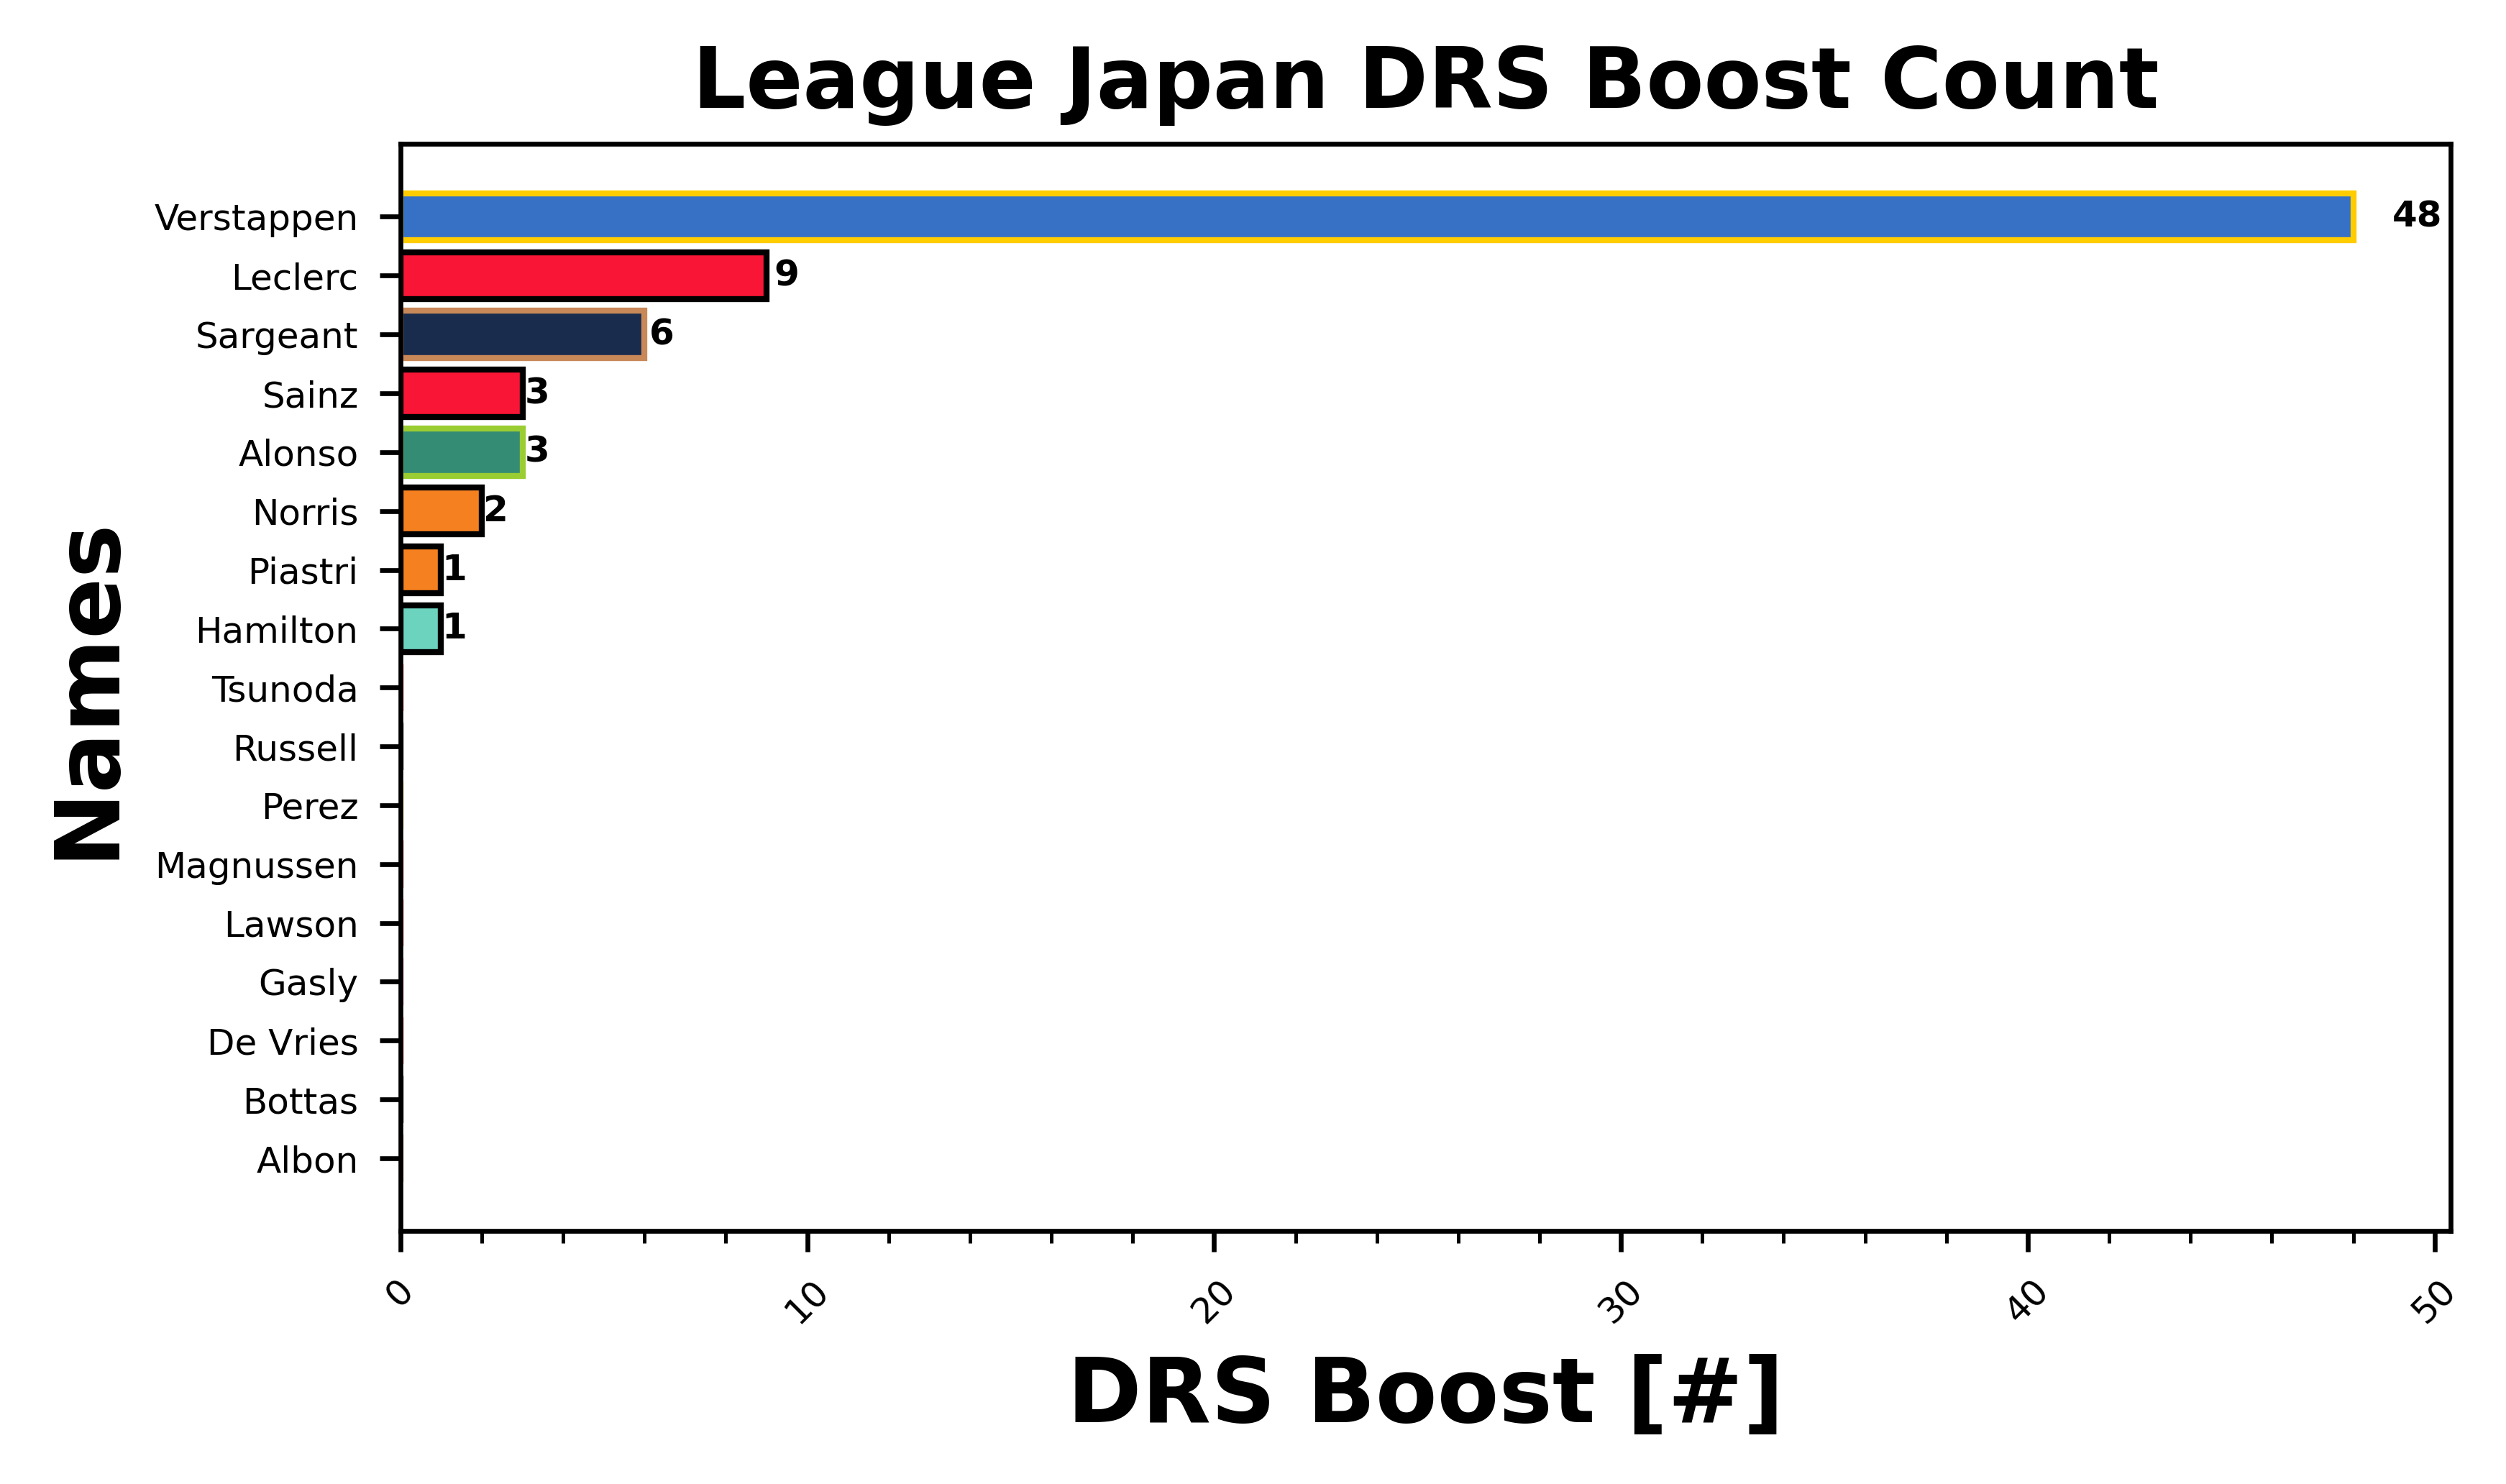 League Japan DRS Boost Count
Names
Verstappen 48
Leclerc 9
Sargeant 6
Sainz 3
Alonso 3
Norris 2
Piastri 1
Hamilton 1
Tsunoda
Russell
Perez
Magnussen
Lawson
Gasly
De Vries
Bottas
Albon
0 10 20 30 40 50
DRS Boost [#]